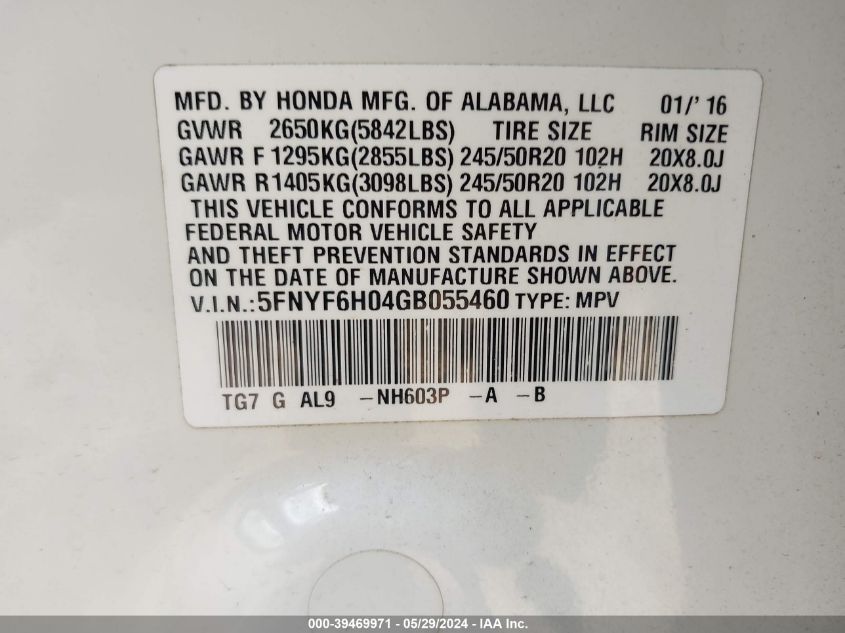 MFD. BY HONDA MFG. OF ALABAMA, LLC 01/'16
GVWR 2650KG(5842LBS) TIRE SIZE RIM SIZE
GAWR F 1295KG(2855LBS) 245/50R20 102H 20X8.0J
GAWR R 1405KG(3098LBS) 245/50R20 102H 20X8.0J
THIS VEHICLE CONFORMS TO ALL APPLICABLE
FEDERAL MOTOR VEHICLE SAFETY
AND THEFT PREVENTION STANDARDS IN EFFECT
ON THE DATE OF MANUFACTURE SHOWN ABOVE.
V.I.N.:5FNYF6H04GB055460 TYPE: MPV
TG7 G AL9 -NH603P -A -B
000-39469971 - 05/29/2024 - IAA Inc.